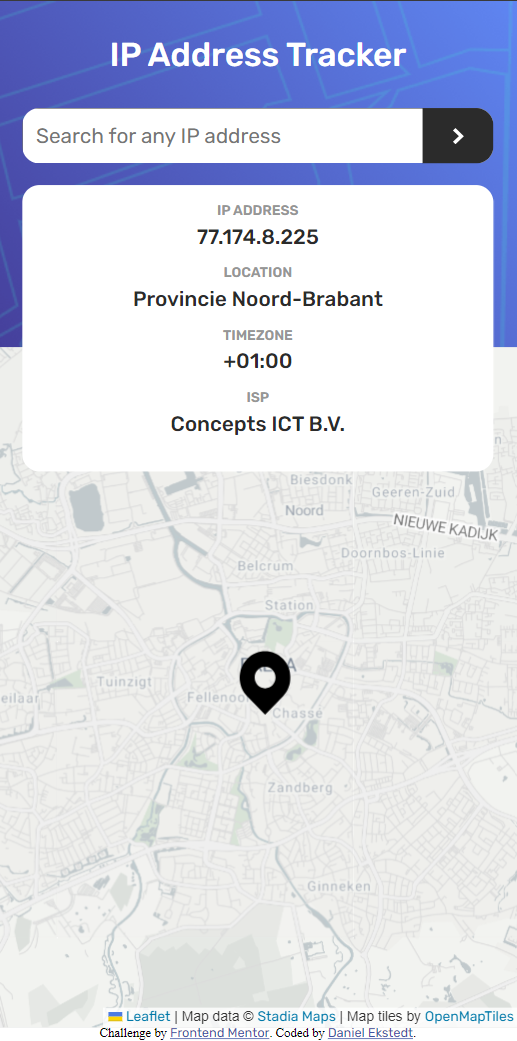 IP Address Tracker
Search for any IP address
IP ADDRESS
77.174.8.225
LOCATION
Provincie Noord-Brabant
TIMEZONE
+01:00
ISP
Concepts ICT B.V.
Biesdonk
Geeren-Zuid
Noord
NIEUWE KADIJK
Doornbos-Linie
Belcrum
Station
Tuinzigt
Chasse
Zandberg
Ginneken
Leaflet | Map data © Stadia Maps | Map tiles by OpenMapTiles
Challenge by Frontend Mentor. Coded by Daniel Ekstedt.